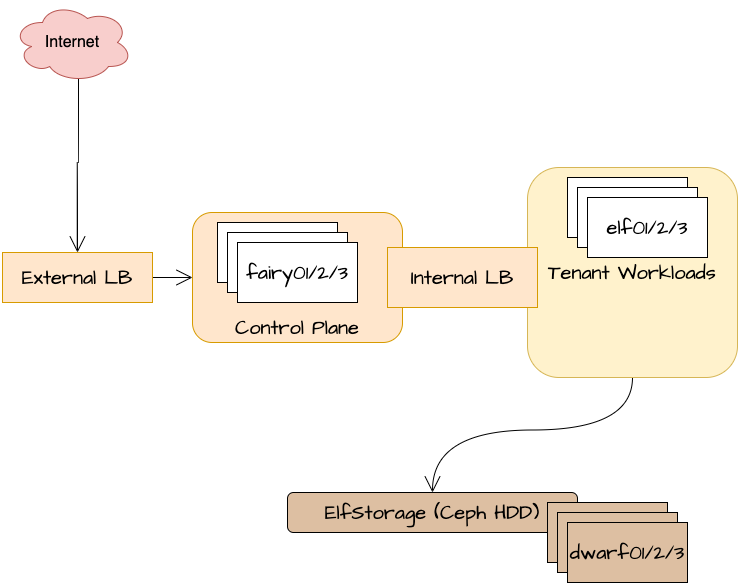 Internet
External LB
fairy01/2/3
Control Plane
Internal LB
elf01/2/3
Tenant Workloads
ElfStorage (Ceph HDD)
dwarf01/2/3